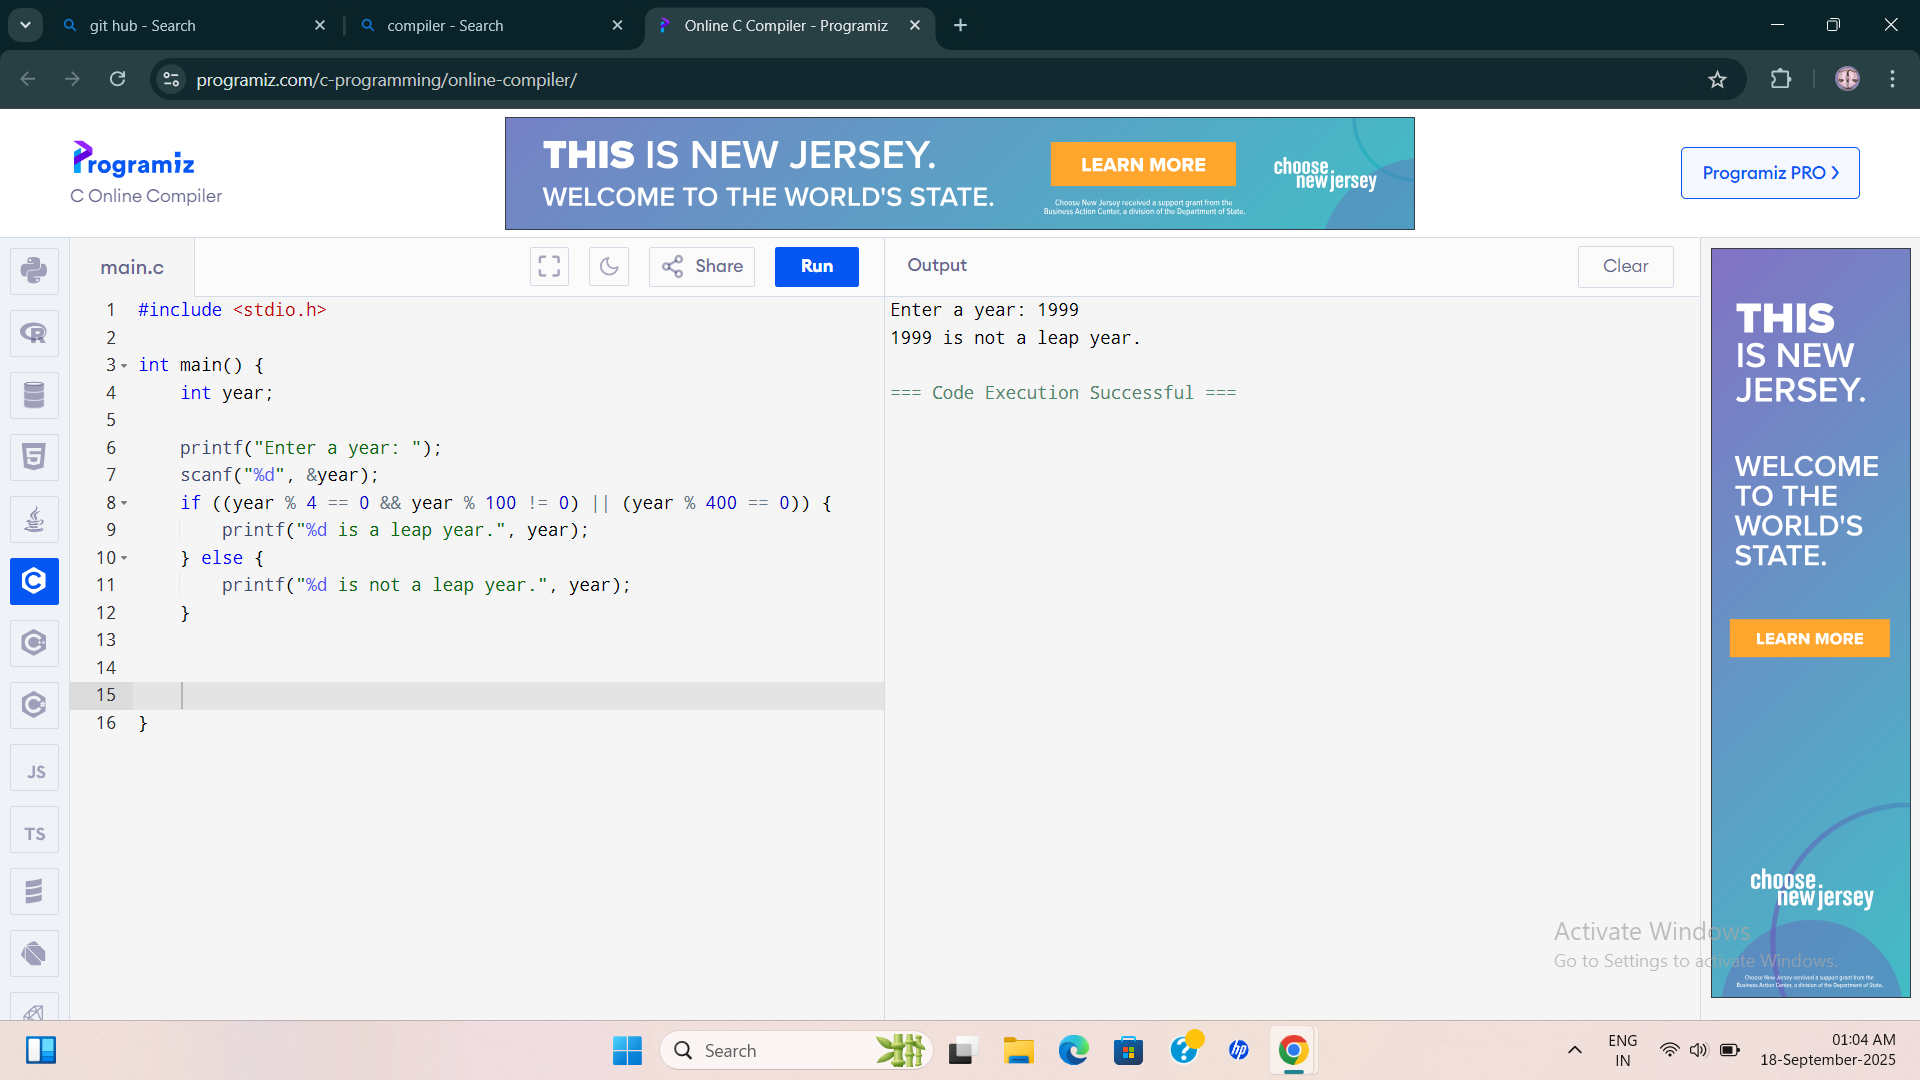 git hub - Search
compiler - Search
Online C Compiler - Programiz
programiz.com/c-programming/online-compiler/
Programiz
C Online Compiler
THIS IS NEW JERSEY.
WELCOME TO THE WORLD'S STATE.
LEARN MORE
choose
new jersey
Choose New Jersey received a support grant from the
Business Action Center, a division of the Department of State.
Programiz PRO >
main.c
Share
Run
Output
Clear
1 #include <stdio.h>
2
3 int main() {
4     int year;
5
6     printf("Enter a year: ");
7     scanf("%d", &year);
8     if ((year % 4 == 0 && year % 100 != 0) || (year % 400 == 0)) {
9         printf("%d is a leap year.", year);
10     } else {
11         printf("%d is not a leap year.", year);
12     }
13
14
15
16 }
Enter a year: 1999
1999 is not a leap year.
=== Code Execution Successful ===
R
JS
TS
THIS
IS NEW
JERSEY.
WELCOME
TO THE
WORLD'S
STATE.
LEARN MORE
choose
new jersey
Choose New Jersey received a support grant from the
Business Action Center, a division of the Department of State.
Activate Windows
Go to Settings to activate Windows.
Search
hp
ENG
IN
01:04 AM
18-September-2025